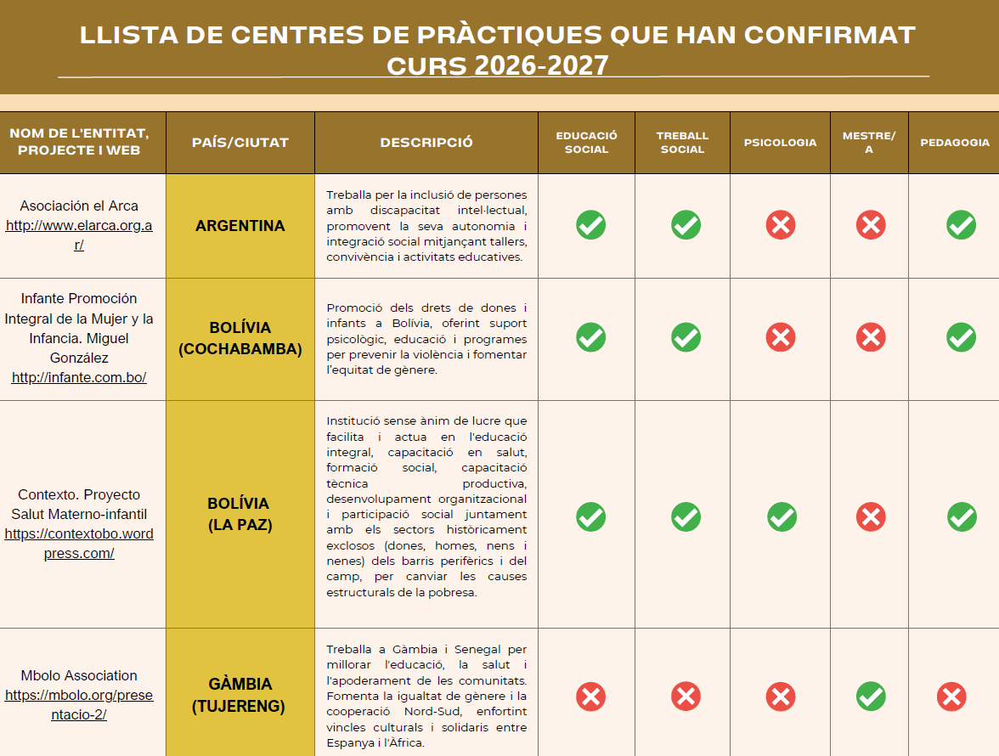 LLISTA DE CENTRES DE PRÀCTIQUES QUE HAN CONFIRMAT
CURS 2026-2027
NOM DE L'ENTITAT,
PROJECTE I WEB
PAÍS/CIUTAT
DESCRIPCIÓ
EDUCACIÓ
SOCIAL
TREBALL
SOCIAL
PSICOLOGIA
MESTRE/
A
PEDAGOGIA
Asociación el Arca
http://www.elarca.org.a
r/
ARGENTINA
Treballa per la inclusió de persones
amb discapacitat intel·lectual,
promovent la seva autonomia i
integració social mitjançant tallers,
convivència i activitats educatives.
Infante Promoción
Integral de la Mujer y la
Infancia. Miguel
González
http://infante.com.bo/
BOLÍVIA
(COCHABAMBA)
Promoció dels drets de dones i
infants a Bolívia, oferint suport
psicològic, educació i programes
per prevenir la violència i fomentar
l'equitat de gènere.
Contexto. Proyecto
Salut Materno-infantil
https://contextobo.word
press.com/
BOLÍVIA
(LA PAZ)
Institució sense ànim de lucre que
facilita i actua en l'educació
integral, capacitació en salut,
formació social, capacitació
tècnica productiva,
desenvolupament organitzacional
i participació social juntament
amb els sectors històricament
exclosos (dones, homes, nens i
nenes) dels barris perifèrics i del
camp, per canviar les causes
estructurals de la pobresa.
Mbolo Association
https://mbolo.org/prese
ntacio-2/
GÀMBIA
(TUJERENG)
Treballa a Gàmbia i Senegal per
millorar l'educació, la salut i
l'apoderament de les comunitats.
Fomenta la igualtat de gènere i la
cooperació Nord-Sud, enfortint
vincles culturals i solidaris entre
Espanya i l'Àfrica.